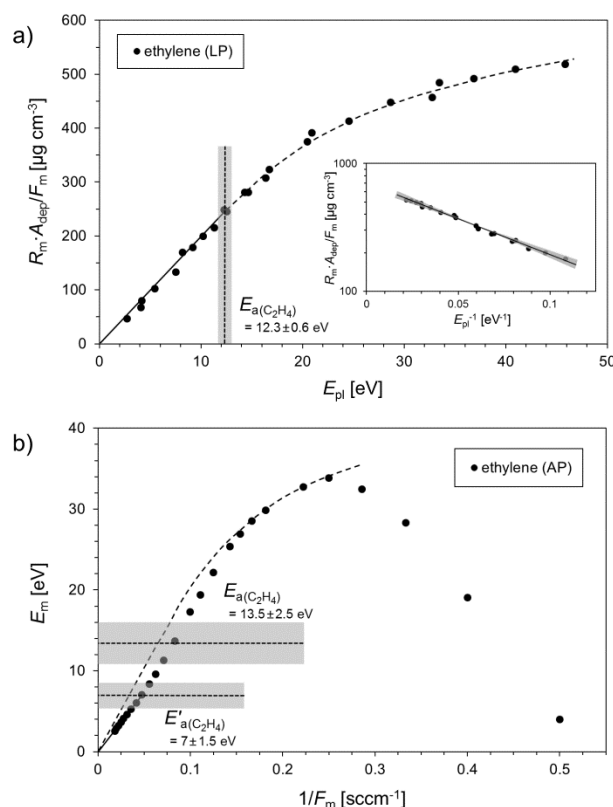 a)
600
500
400
300
200
100
0
Rm·Adep/Fm [µg cm-3]
ethylene (LP)
Ea(C2H4)
= 12.3±0.6 eV
1000
100
Rm·Adep/Fm [µg cm-3]
0 0.05 0.1
Epl-1 [eV-1]
0 10 20 30 40 50
Epl [eV]
b)
40
30
20
10
0
Em [eV]
ethylene (AP)
Ea(C2H4)
= 13.5±2.5 eV
E'a(C2H4)
= 7±1.5 eV
0 0.1 0.2 0.3 0.4 0.5
1/Fm [sccm-1]